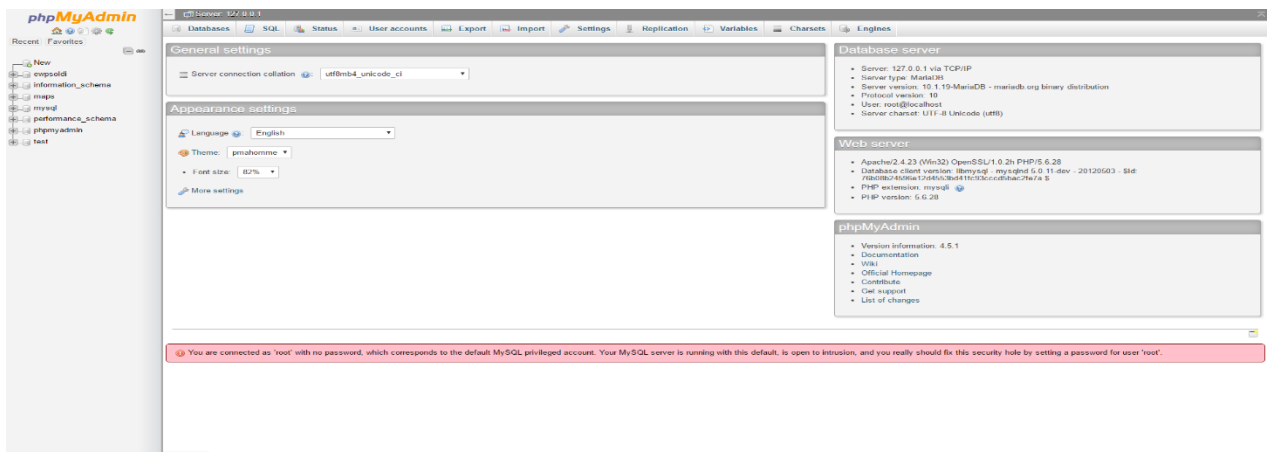 phpMyAdmin
Recent Favorites
New
ewpsoldi
information_schema
maps
mysql
performance_schema
phpmyadmin
test
Server: 127.0.0.1
Databases SQL Status User accounts Export Import Settings Replication Variables Charsets Engines
General settings
Server connection collation : utf8mb4_unicode_ci
Appearance settings
Language : English
Theme: pmahomme
Font size: 82%
More settings
Database server
Server: 127.0.0.1 via TCP/IP
Server type: MariaDB
Server version: 10.1.19-MariaDB - mariadb.org binary distribution
Protocol version: 10
User: root@localhost
Server charset: UTF-8 Unicode (utf8)
Web server
Apache/2.4.23 (Win32) OpenSSL/1.0.2h PHP/5.6.28
Database client version: libmysql - mysqlnd 5.0.11-dev - 20120503 - $Id:
PHP extension: mysqli
PHP version: 5.6.28
phpMyAdmin
Version information: 4.5.1
Documentation
Wiki
Official Homepage
Contribute
Get support
List of changes
You are connected as 'root' with no password, which corresponds to the default MySQL privileged account. Your MySQL server is running with this default, is open to intrusion, and you really should fix this security hole by setting a password for user 'root'.